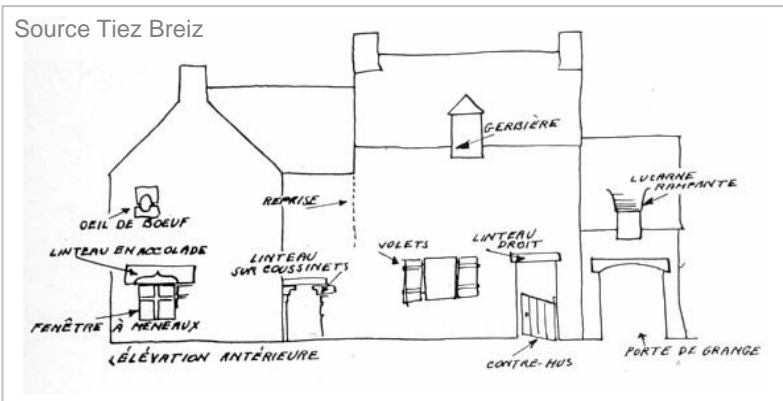 Source Tiez Breiz
GERBIÈRE
LUCARNE
RAMPANTE
OEIL DE BOEUF
REPRISE
LINTEAU EN ACCOLADE
LINTEAU
SUR COUSSINETS
VOLETS
LINTEAU
DROIT
FENÊTRE À MENEAUX
ÉLÉVATION ANTÉRIEURE
CONTRE-HUS
PORTE DE GRANGE